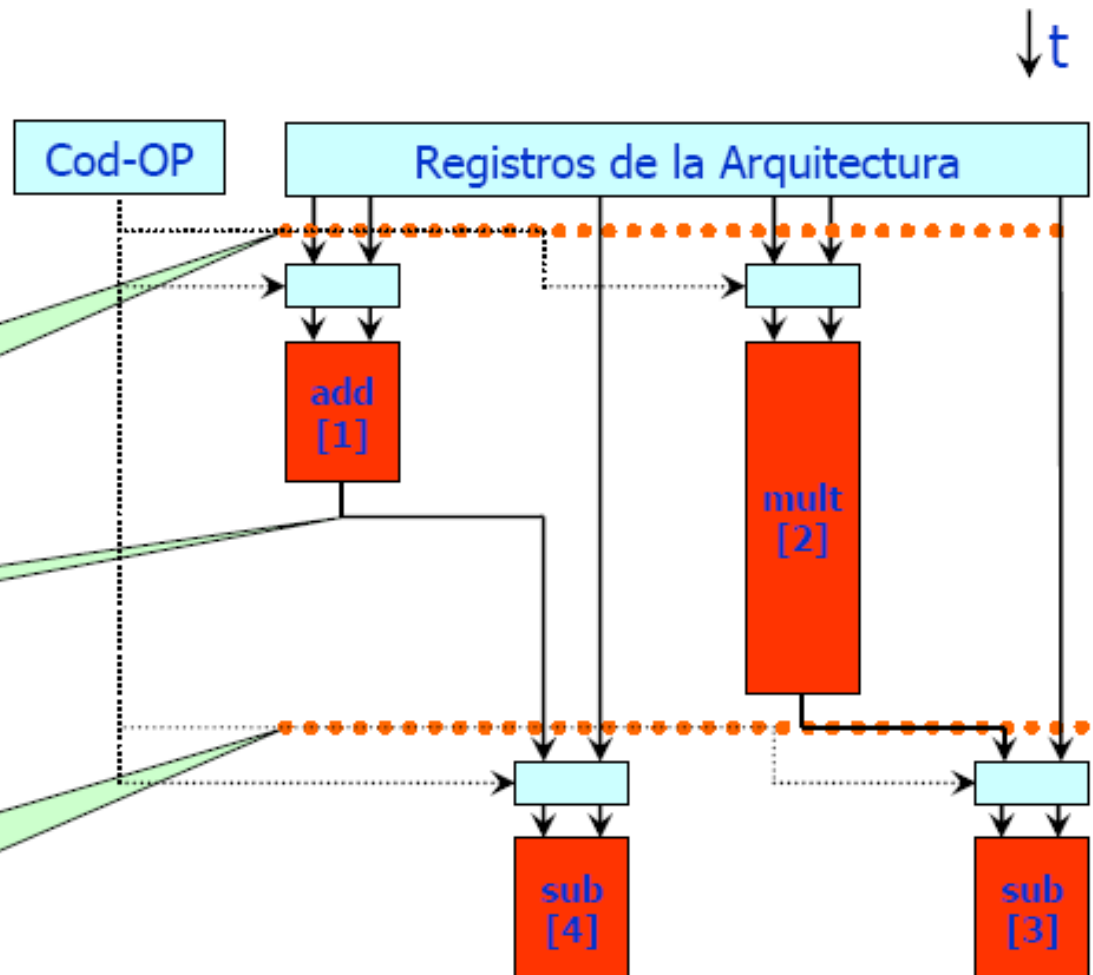 t
Cod-OP
Registros de la Arquitectura
add
[1]
mult
[2]
sub
[4]
sub
[3]